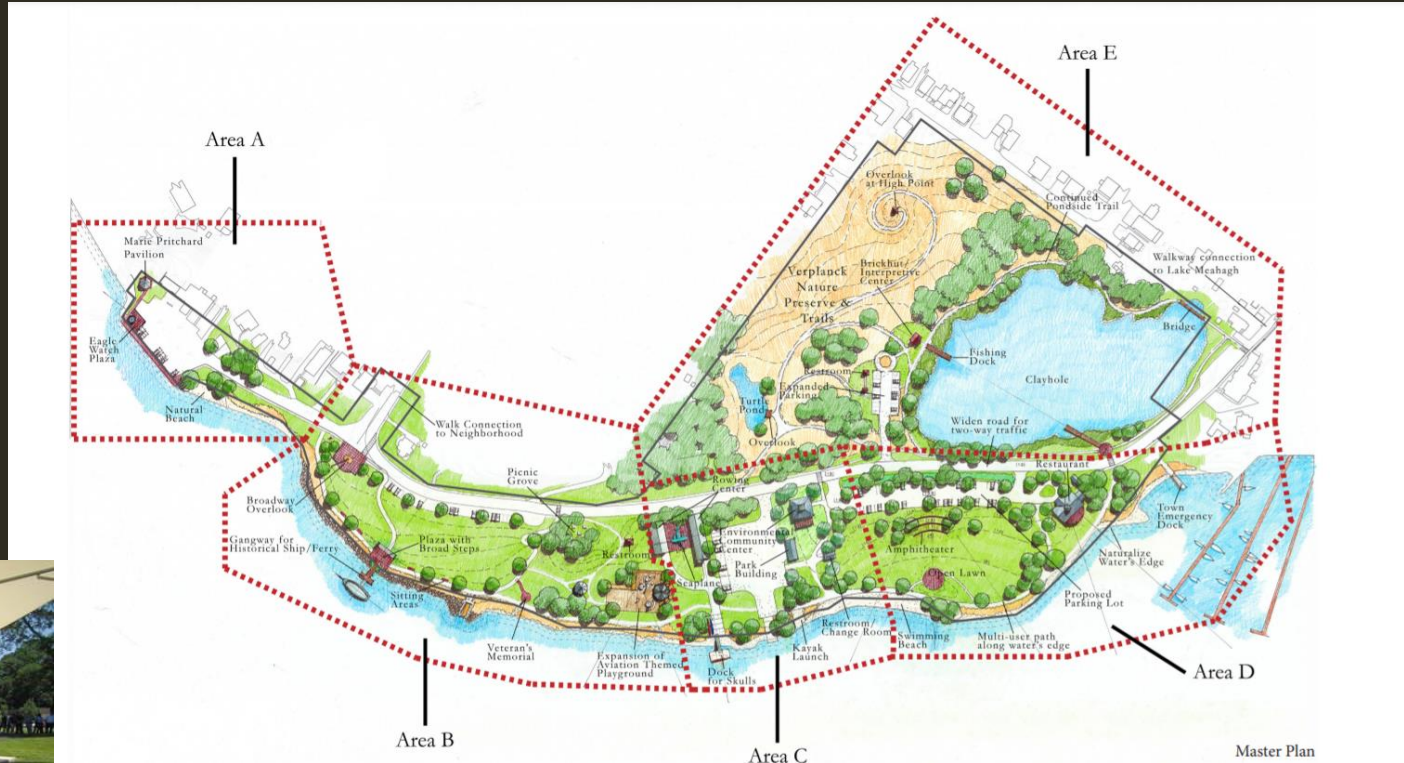 Area E
Area A
Overlook
at High Point
Continued
Pondside Trail
Marie Pritchard
Pavilion
Walkway connection
to Lake Meahagh
Brickhut/
Interpretive
Center
Verplanck
Nature
Preserve &
Trails
Bridge
Eagle
Watch
Plaza
Fishing
Dock
Restroom
Clayhole
Expanded
Parking
Turtle
Pond
Natural
Beach
Walk Connection
to Neighborhood
Overlook
Widen road for
two-way traffic
Restaurant
Picnic
Grove
Rowing
Center
Broadway
Overlook
Town
Emergency
Dock
Gangway for
Historical Ship/Ferry
Plaza with
Broad Steps
Environmental
Community
Center
Restroom
Amphitheater
Naturalize
Water's Edge
Park
Building
Seaplane
Open Lawn
Sitting
Areas
Proposed
Parking Lot
Restroom/
Change Room
Swimming
Beach
Multi-user path
along water's edge
Veteran's
Memorial
Kayak
Launch
Expansion of
Aviation Themed
Playground
Dock
for Skulls
Area D
Area B
Area C
Master Plan